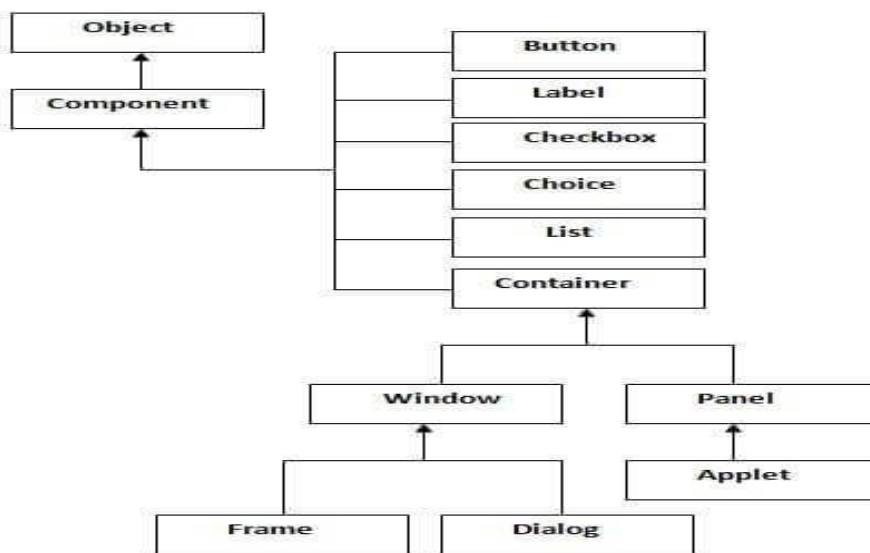 Object
Component
Button
Label
Checkbox
Choice
List
Container
Window
Panel
Applet
Frame
Dialog